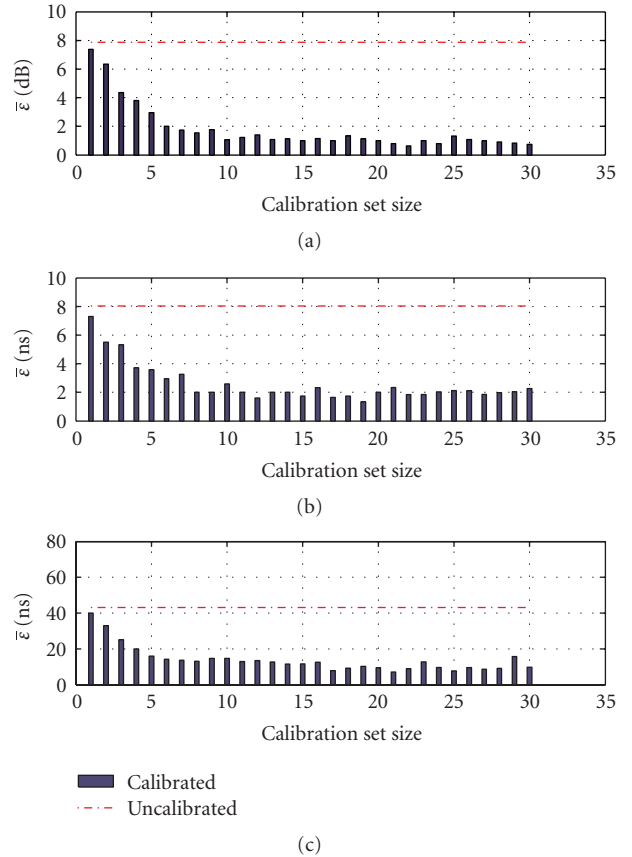 10
8
6
4
2
0
ε̄ (dB)
0 5 10 15 20 25 30 35
Calibration set size
(a)
10
8
6
4
2
0
ε̄ (ns)
0 5 10 15 20 25 30 35
Calibration set size
(b)
80
60
40
20
0
ε̄ (ns)
0 5 10 15 20 25 30 35
Calibration set size
Calibrated
Uncalibrated
(c)